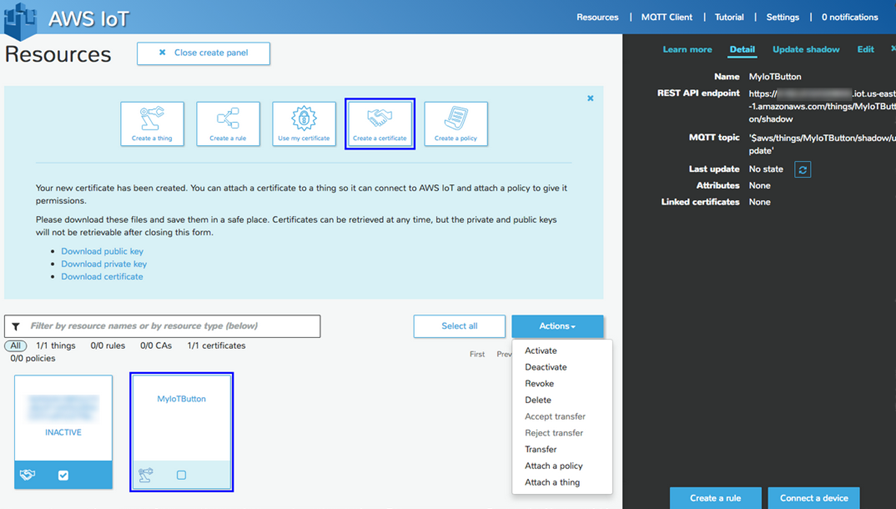 AWS IoT
Resources | MQTT Client | Tutorial | Settings | 0 notifications
Resources
✖ Close create panel
Learn more Detail Update shadow Edit
Name MyIoTButton
REST API endpoint https:// .iot.us-east
-1.amazonaws.com/things/MyIoTButt
on/shadow
MQTT topic '$aws/things/MyIoTButton/shadow/u
pdate'
Last update No state
Attributes None
Linked certificates None
Create a thing
Create a rule
Use my certificate
Create a certificate
Create a policy
Your new certificate has been created. You can attach a certificate to a thing so it can connect to AWS IoT and attach a policy to give it
permissions.
Please download these files and save them in a safe place. Certificates can be retrieved at any time, but the private and public keys
will not be retrievable after closing this form.
• Download public key
• Download private key
• Download certificate
Filter by resource names or by resource type (below)
Select all
Actions
All 1/1 things 0/0 rules 0/0 CAs 1/1 certificates
0/0 policies
First Prev
Activate
Deactivate
Revoke
Delete
Accept transfer
Reject transfer
Transfer
Attach a policy
Attach a thing
INACTIVE
MyIoTButton
Create a rule
Connect a device